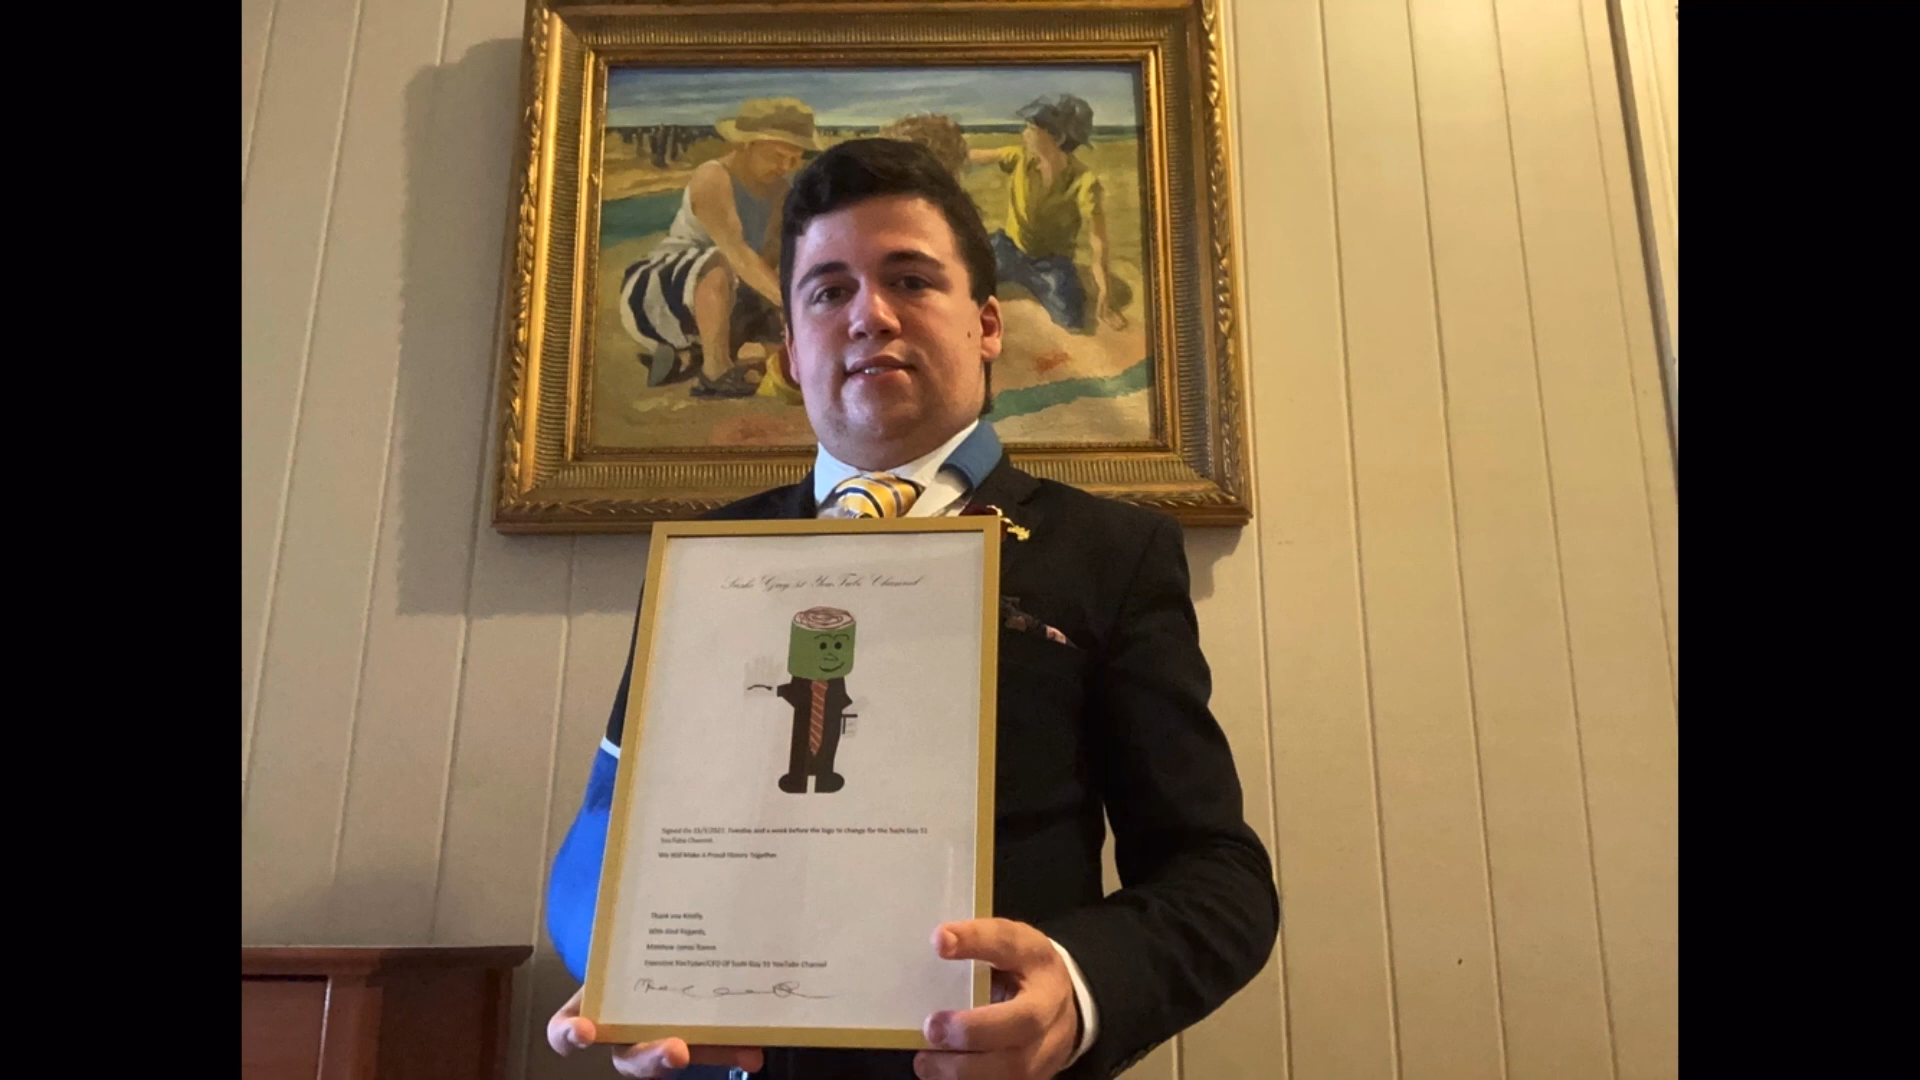 Sushi Guy 51 YouTube Channel
Signed On 15/3/2022, Tuesday and a week before the logo to change for the Sushi Guy 51
YouTube Channel.
We Will Make A Proud History Together
Thank you Kindly,
With Kind Regards,
Matthew James
Executive YouTuber/CEO Of Sushi Guy 51 YouTube Channel